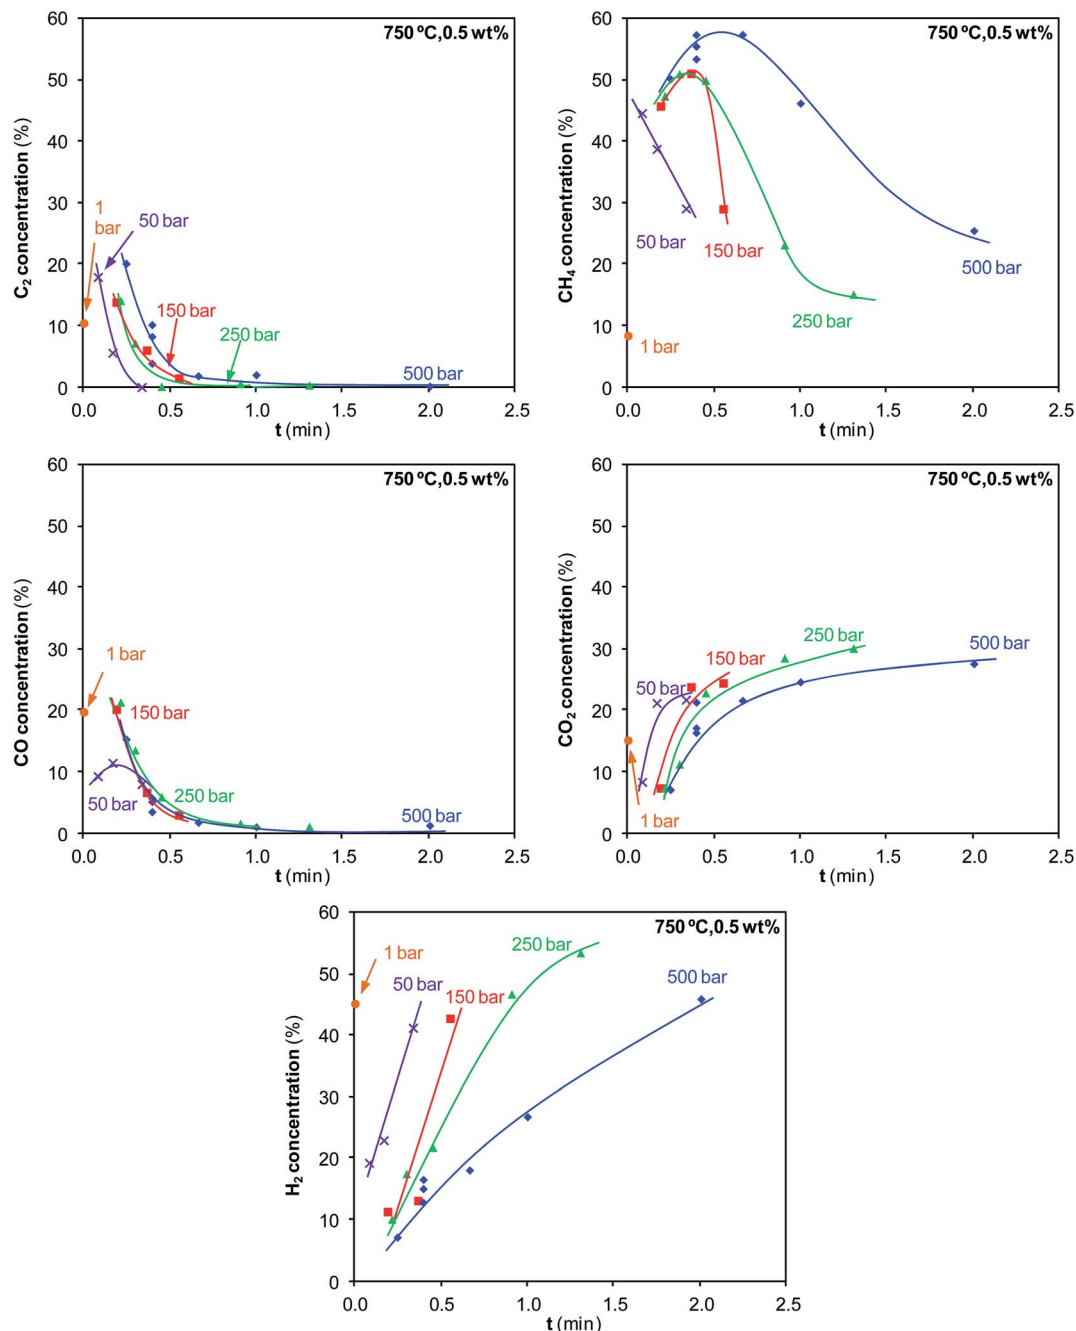 60
50
40
30
20
10
0
C2 concentration (%)
750 ºC,0.5 wt%
1
bar
50 bar
150 bar
250 bar
500 bar
0.0 0.5 1.0 1.5 2.0 2.5
t (min)
60
50
40
30
20
10
0
CH4 concentration (%)
750 ºC,0.5 wt%
50 bar
150 bar
500 bar
250 bar
1 bar
0.0 0.5 1.0 1.5 2.0 2.5
t (min)
60
50
40
30
20
10
0
CO concentration (%)
750 ºC,0.5 wt%
1 bar
150 bar
50 bar
250 bar
500 bar
0.0 0.5 1.0 1.5 2.0 2.5
t (min)
60
50
40
30
20
10
0
CO2 concentration (%)
750 ºC,0.5 wt%
250 bar
500 bar
150 bar
50 bar
1 bar
0.0 0.5 1.0 1.5 2.0 2.5
t (min)
60
50
40
30
20
10
0
H2 concentration (%)
750 ºC,0.5 wt%
250 bar
1 bar
500 bar
50 bar
150 bar
0.0 0.5 1.0 1.5 2.0 2.5
t (min)